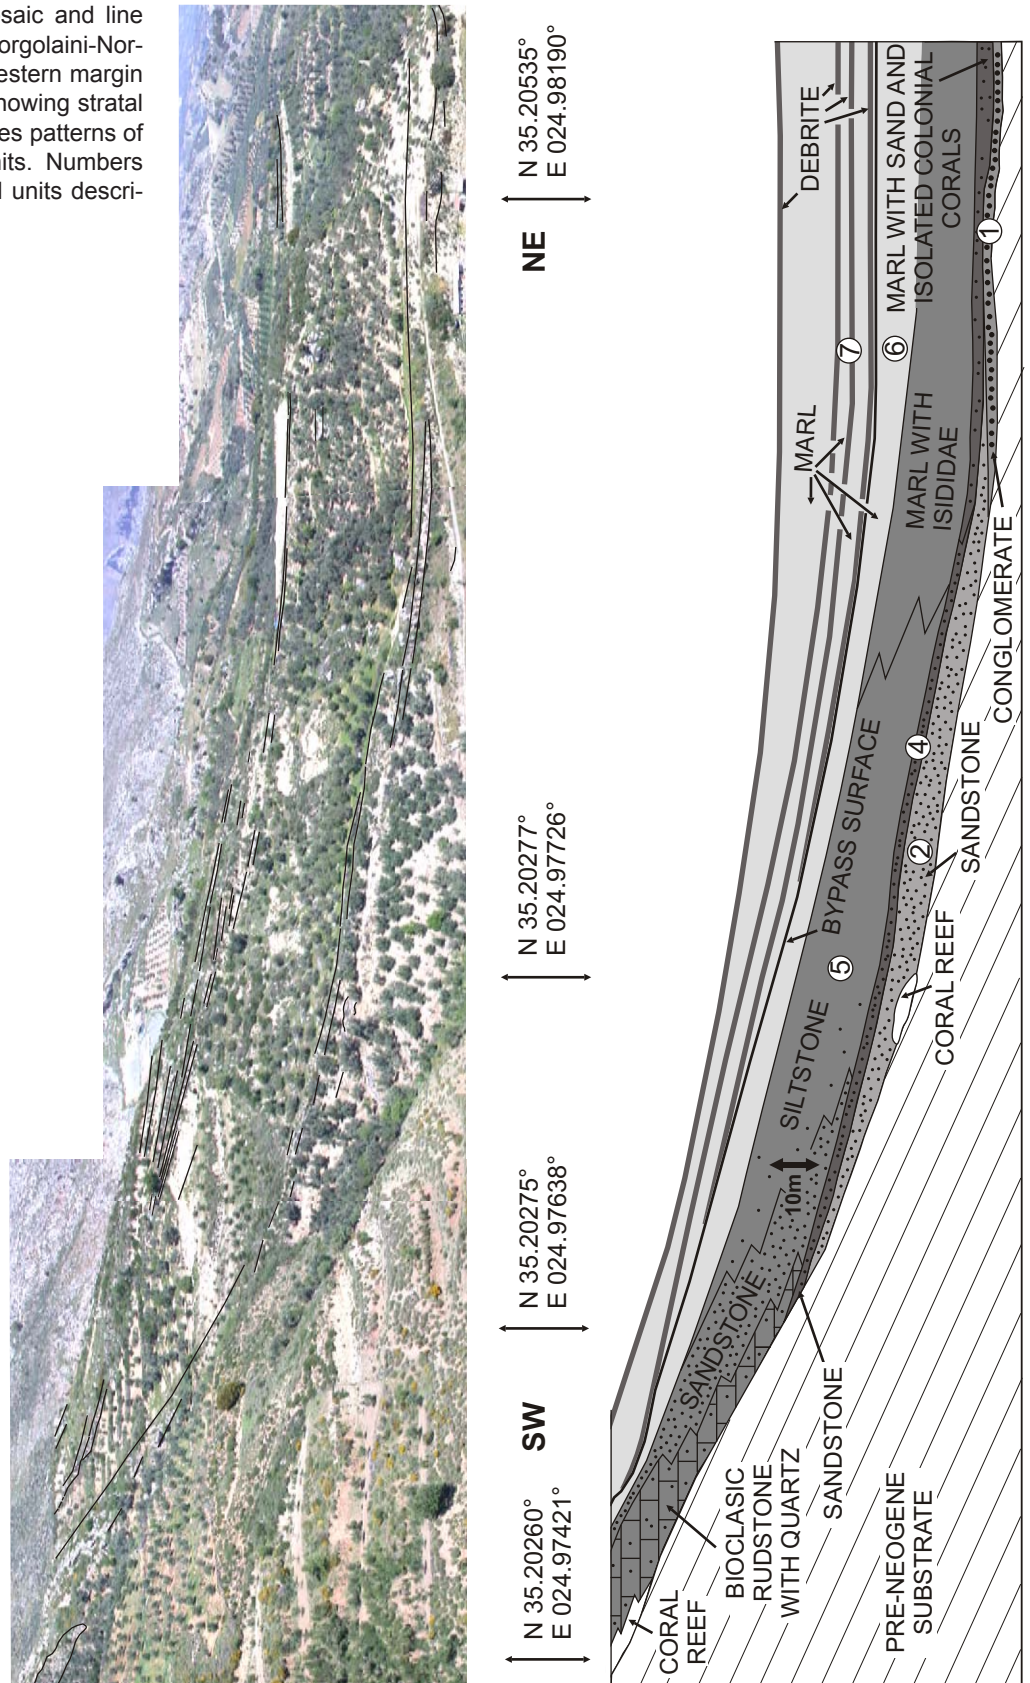 saic and line
orgolaini-Nor-
estern margin
howing stratal
es patterns of
nits. Numbers
l units descri-
N 35.20260°
E 024.97421°
SW
N 35.20275°
E 024.97638°
N 35.20277°
E 024.97726°
NE
N 35.20535°
E 024.98190°
DEBRITE
MARL
MARL WITH SAND AND
ISOLATED COLONIAL
CORALS
MARL WITH
ISIDIDAE
BYPASS SURFACE
SILTSTONE
SANDSTONE
10m
7
6
5
4
2
1
CORAL
REEF
BIOCLASIC
RUDSTONE
WITH QUARTZ
SANDSTONE
PRE-NEOGENE
SUBSTRATE
CORAL REEF
SANDSTONE
CONGLOMERATE